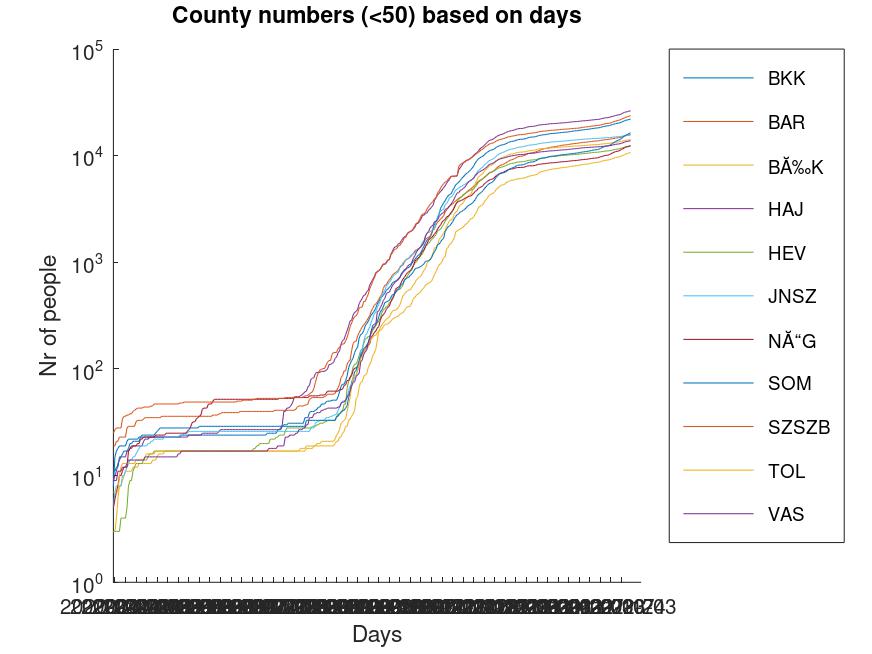 County numbers (<50) based on days
10^5
10^4
10^3
10^2
10^1
10^0
Nr of people
Days
BKK
BAR
BĂ‰K
HAJ
HEV
JNSZ
NĂ“G
SOM
SZSZB
TOL
VAS